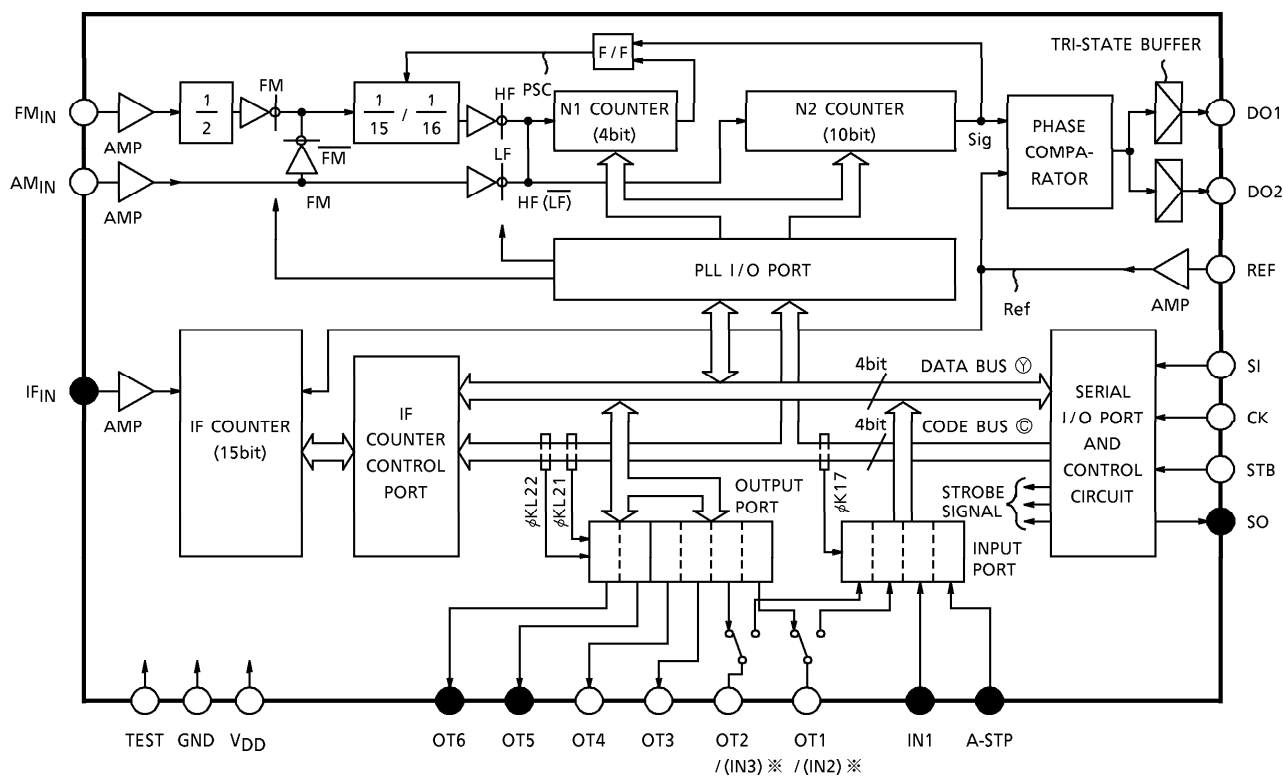 TRI-STATE BUFFER
F/F
PSC
FM
HF
FMIN
AMP
1/2
1/15 / 1/16
N1 COUNTER
(4bit)
N2 COUNTER
(10bit)
Sig
PHASE
COMPA-
RATOR
DO1
FM
LF
AMIN
AMP
FM
HF (LF)
DO2
PLL I/O PORT
REF
AMP
Ref
IFIN
AMP
IF COUNTER
(15bit)
IF
COUNTER
CONTROL
PORT
4bit
DATA BUS Ⓨ
4bit
CODE BUS Ⓒ
SERIAL
I/O PORT
AND
CONTROL
CIRCUIT
SI
CK
STB
SO
φKL22
φKL21
OUTPUT
PORT
φK17
STROBE
SIGNAL
INPUT
PORT
TEST
GND
VDD
OT6
OT5
OT4
OT3
OT2
/(IN3) ※
OT1
/(IN2) ※
IN1
A-STP